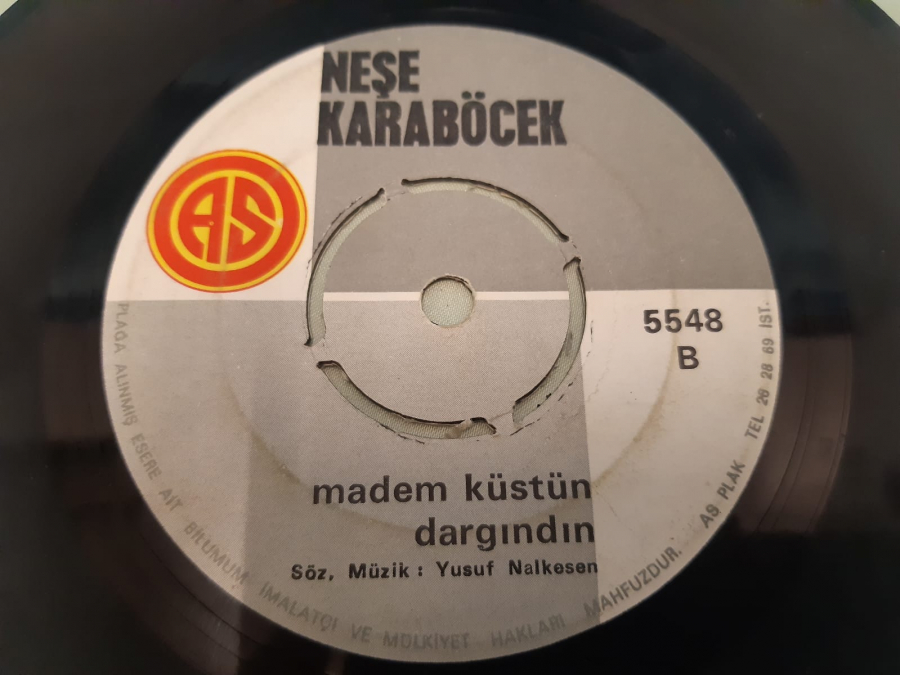 NEŞE
KARABÖCEK
AS
5548
B
madem küstün
dargındın
Söz, Müzik : Yusuf Nalkesen
PLAĞA ALINMIŞ ESERE AİT BİLUMUM İMALATÇI VE MÜLKİYET HAKLARI MAHFUZDUR. AS PLAK TEL 26 28 69 İST.